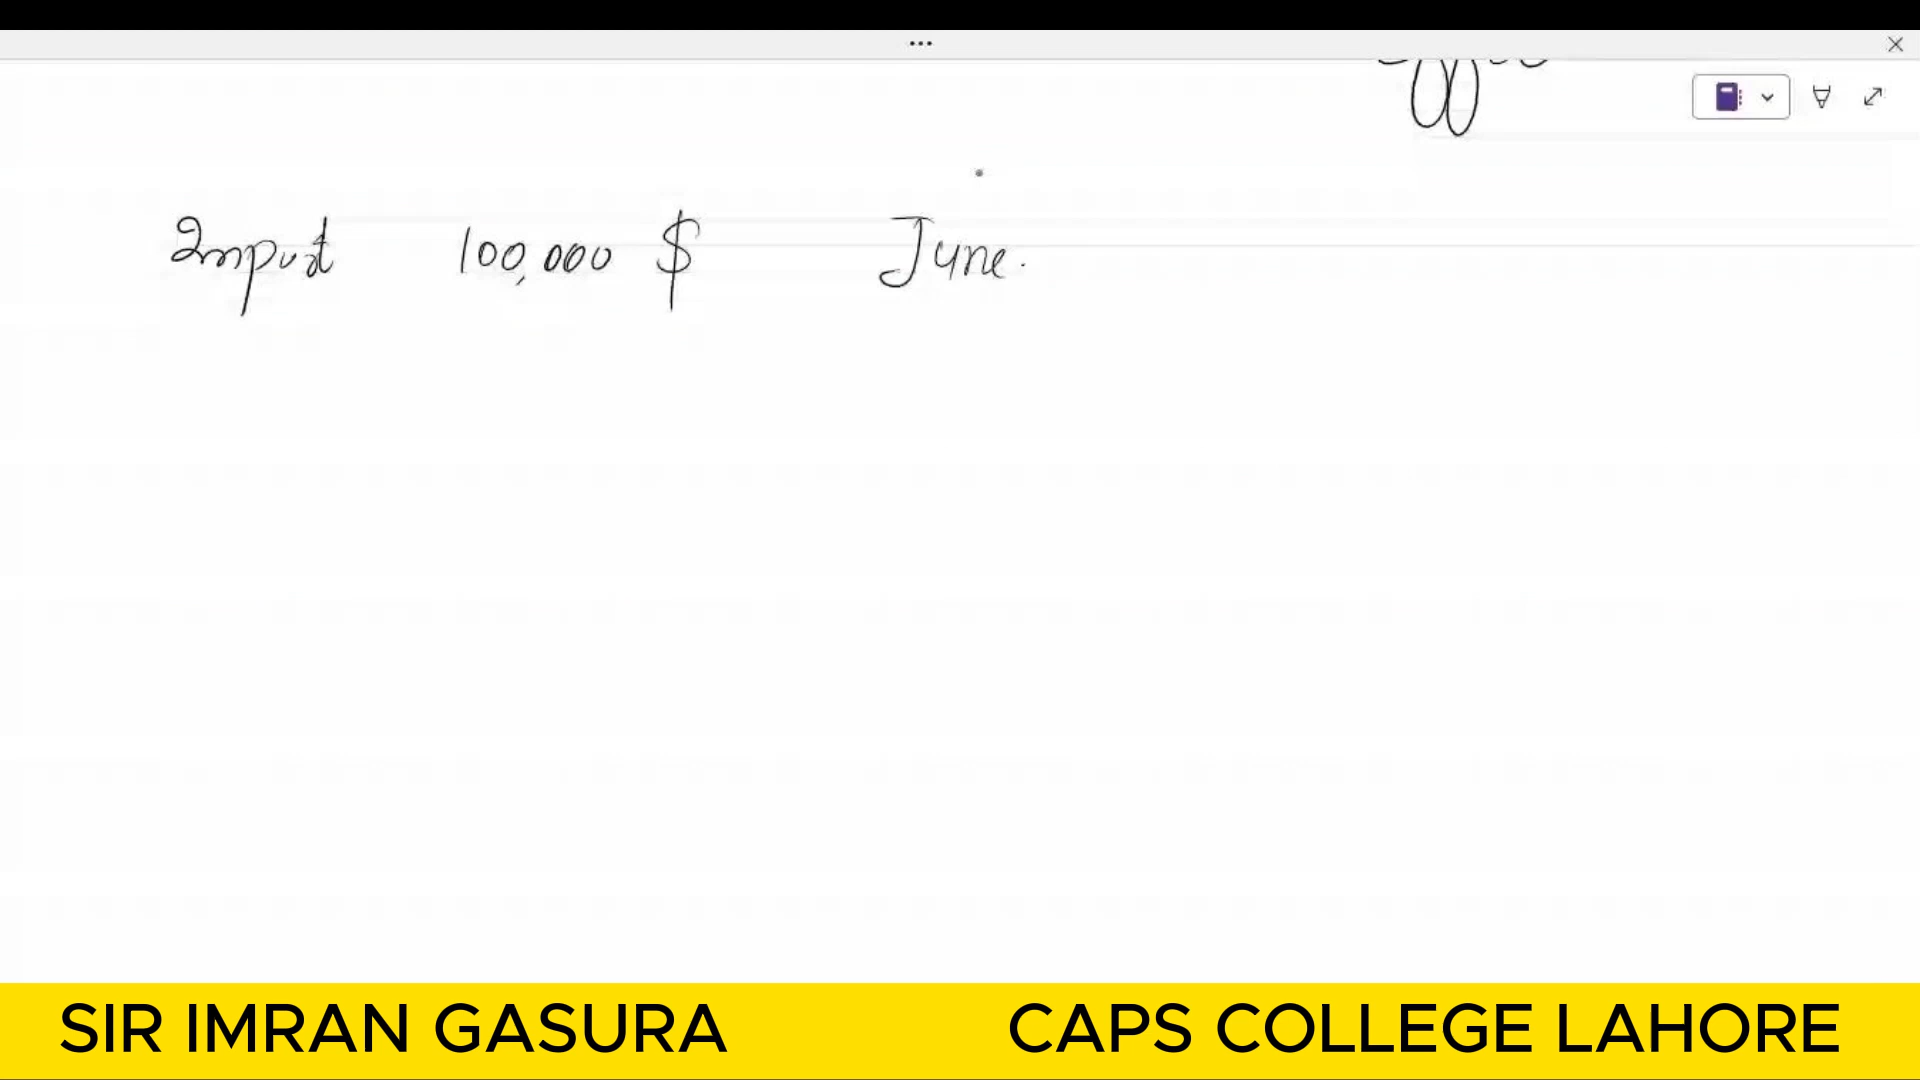 Import 100,000 $ June.
SIR IMRAN GASURA CAPS COLLEGE LAHORE